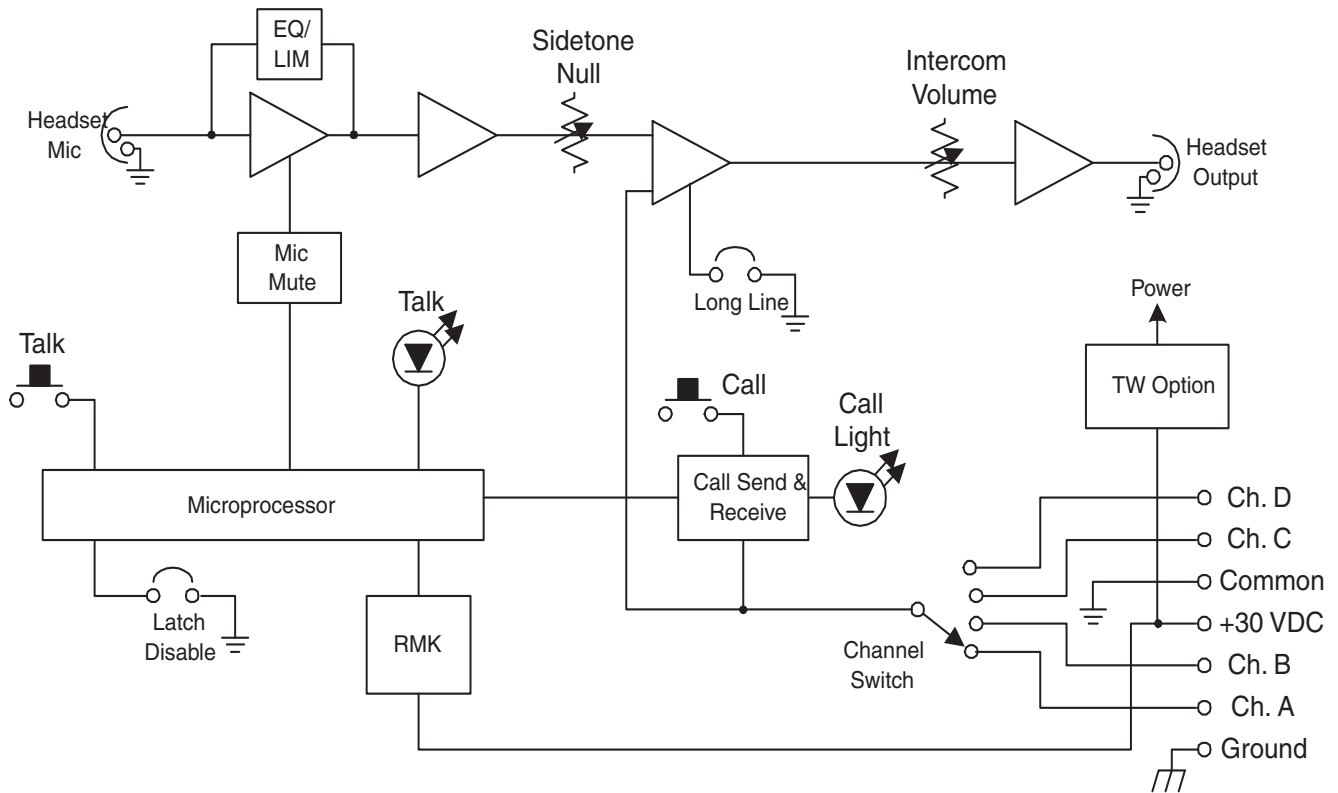 EQ/
LIM
Sidetone
Null
Intercom
Volume
Headset
Mic
Headset
Output
Mic
Mute
Long Line
Talk
Talk
Power
TW Option
Call
Call
Light
Microprocessor
Call Send &
Receive
Ch. D
Ch. C
Common
+30 VDC
Ch. B
Ch. A
Ground
Latch
Disable
RMK
Channel
Switch